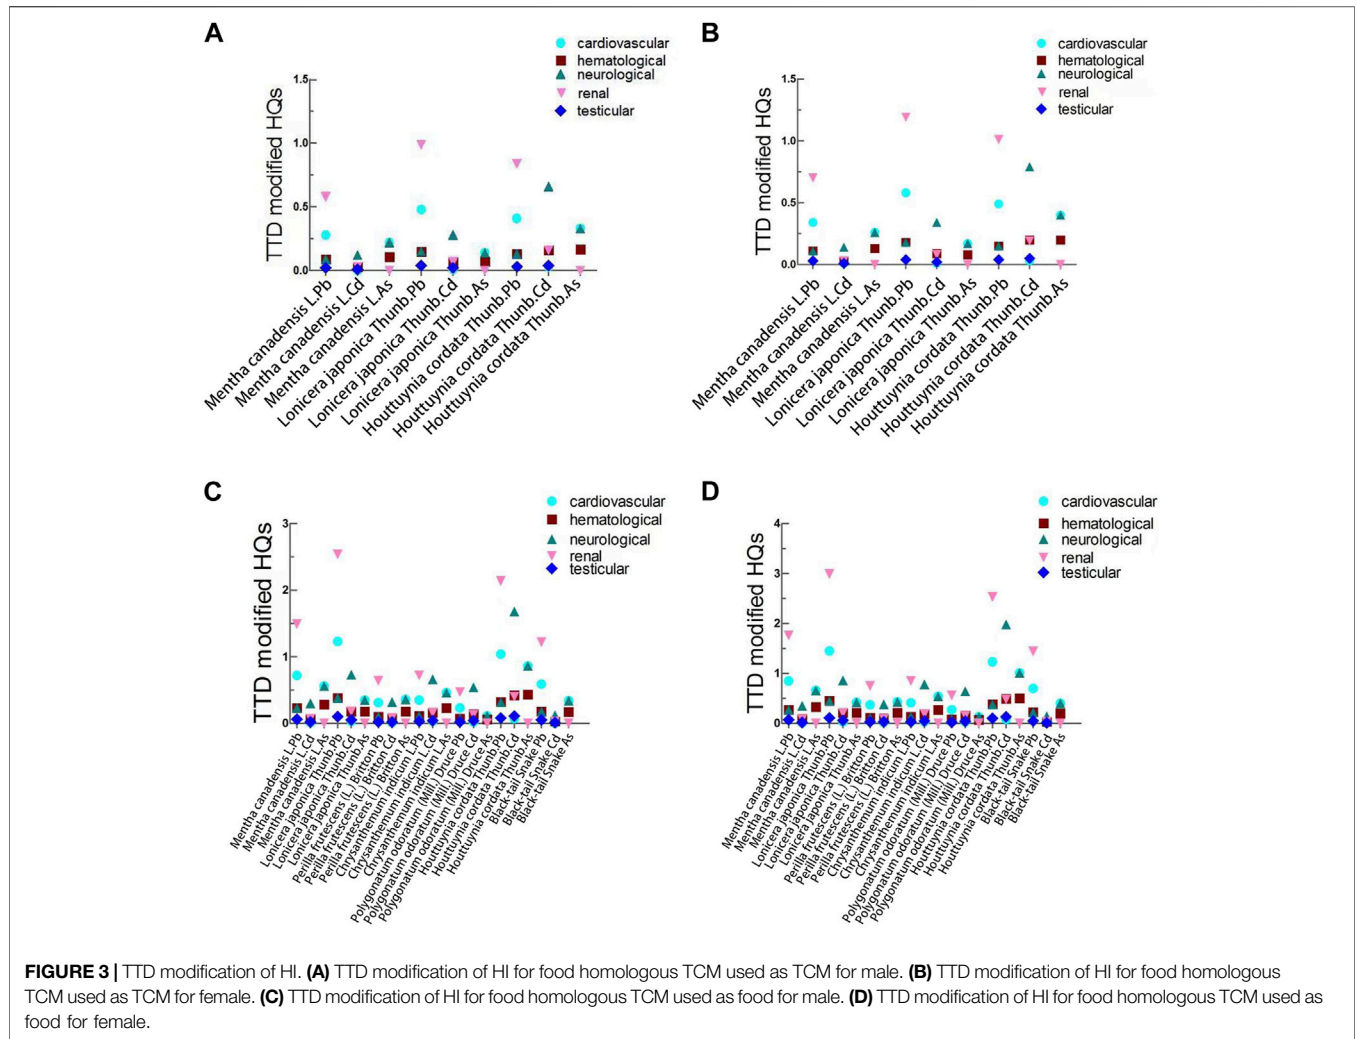 A
cardiovascular
hematological
neurological
renal
testicular
TTD modified HQs
1.5
1.0
0.5
0.0
Mentha canadensis L.Pb
Mentha canadensis L.Cd
Mentha canadensis L.As
Lonicera japonica Thunb.Pb
Lonicera japonica Thunb.Cd
Lonicera japonica Thunb.As
Houttuynia cordata Thunb.Pb
Houttuynia cordata Thunb.Cd
Houttuynia cordata Thunb.As
B
cardiovascular
hematological
neurological
renal
testicular
TTD modified HQs
1.5
1.0
0.5
0.0
Mentha canadensis L.Pb
Mentha canadensis L.Cd
Mentha canadensis L.As
Lonicera japonica Thunb.Pb
Lonicera japonica Thunb.Cd
Lonicera japonica Thunb.As
Houttuynia cordata Thunb.Pb
Houttuynia cordata Thunb.Cd
Houttuynia cordata Thunb.As
C
cardiovascular
hematological
neurological
renal
testicular
TTD modified HQs
3
2
1
0
Mentha canadensis L.Pb
Mentha canadensis L.Cd
Mentha canadensis L.As
Lonicera japonica Thunb.Pb
Lonicera japonica Thunb.Cd
Lonicera japonica Thunb.As
Perilla frutescens (L.) Britton Pb
Perilla frutescens (L.) Britton Cd
Perilla frutescens (L.) Britton As
Chrysanthemum indicum L.Pb
Chrysanthemum indicum L.Cd
Chrysanthemum indicum L.As
Polygonatum odoratum (Mill.) Druce Pb
Polygonatum odoratum (Mill.) Druce Cd
Polygonatum odoratum (Mill.) Druce As
Houttuynia cordata Thunb.Pb
Houttuynia cordata Thunb.Cd
Houttuynia cordata Thunb.As
Black-tail Snake Pb
Black-tail Snake Cd
Black-tail Snake As
D
cardiovascular
hematological
neurological
renal
testicular
TTD modified HQs
4
3
2
1
0
Mentha canadensis L.Pb
Mentha canadensis L.Cd
Mentha canadensis L.As
Lonicera japonica Thunb.Pb
Lonicera japonica Thunb.Cd
Lonicera japonica Thunb.As
Perilla frutescens (L.) Britton Pb
Perilla frutescens (L.) Britton Cd
Perilla frutescens (L.) Britton As
Chrysanthemum indicum L.Pb
Chrysanthemum indicum L.Cd
Chrysanthemum indicum L.As
Polygonatum odoratum (Mill.) Druce Pb
Polygonatum odoratum (Mill.) Druce Cd
Polygonatum odoratum (Mill.) Druce As
Houttuynia cordata Thunb.Pb
Houttuynia cordata Thunb.Cd
Houttuynia cordata Thunb.As
Black-tail Snake Pb
Black-tail Snake Cd
Black-tail Snake As
FIGURE 3 | TTD modification of HI. (A) TTD modification of HI for food homologous TCM used as TCM for male. (B) TTD modification of HI for food homologous
TCM used as TCM for female. (C) TTD modification of HI for food homologous TCM used as food for male. (D) TTD modification of HI for food homologous TCM used as
food for female.